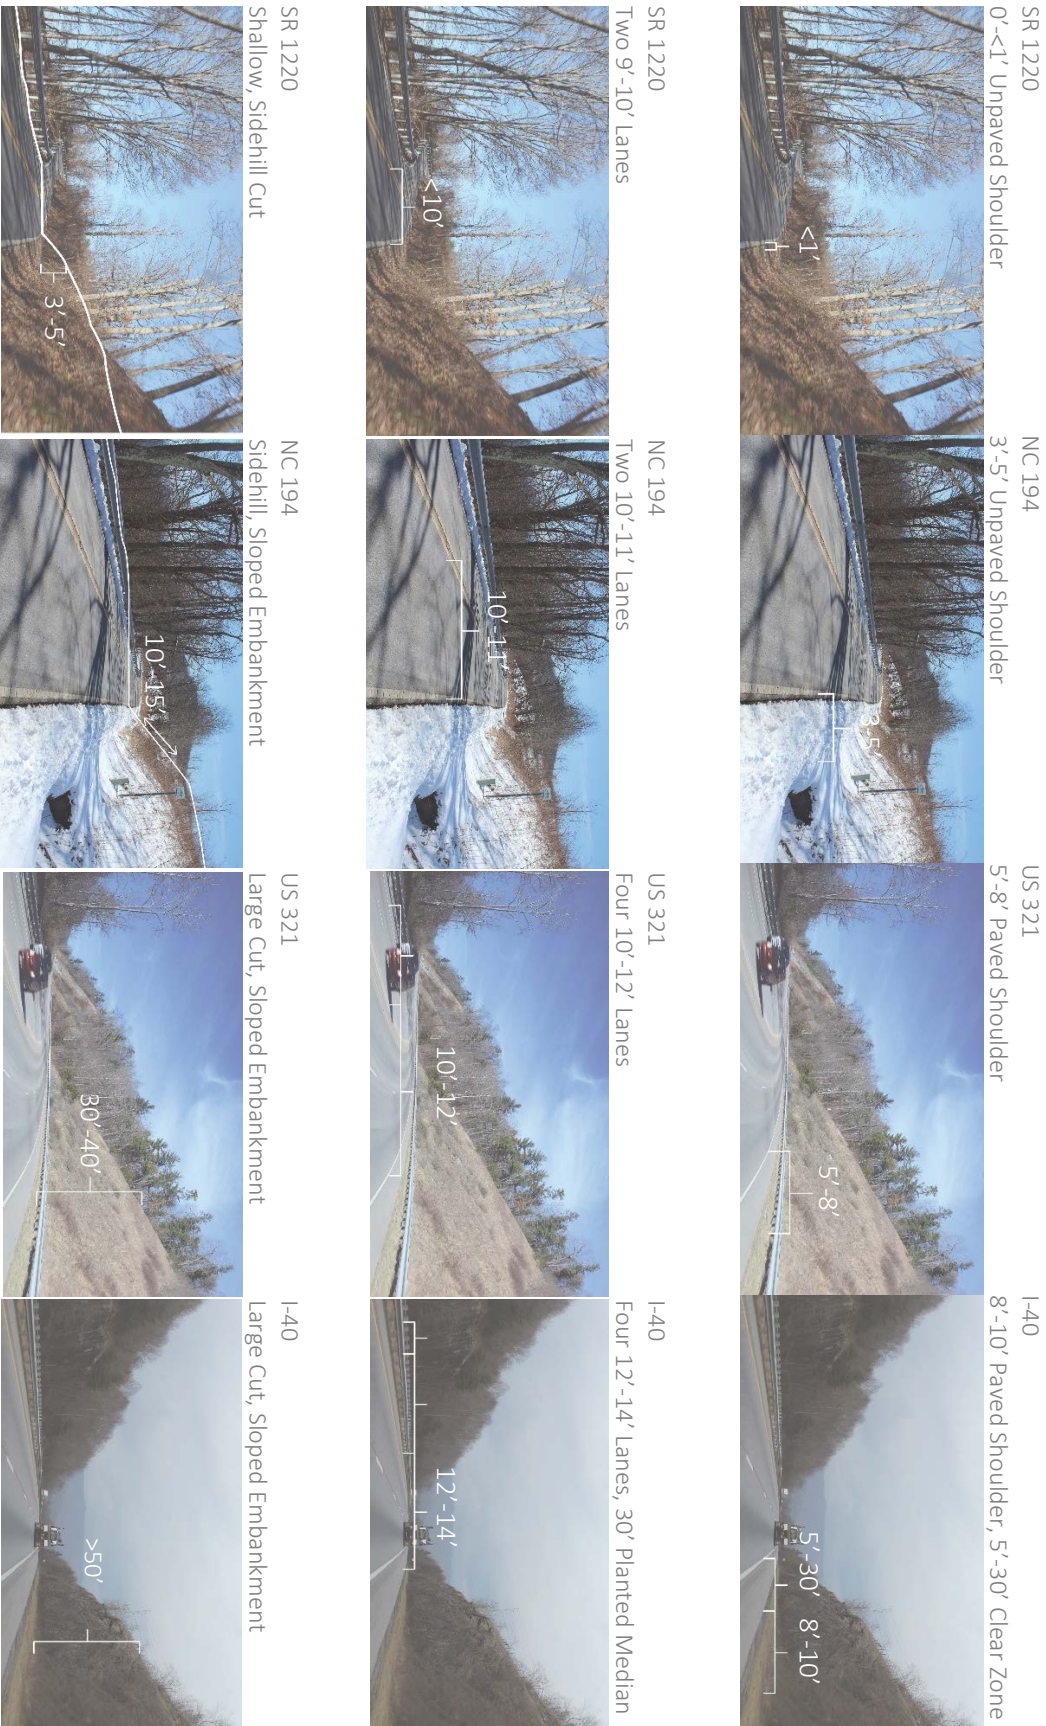 SR 1220
0’-<1’ Unpaved Shoulder
<1’
NC 194
3’-5’ Unpaved Shoulder
3’-5’
US 321
5’-8’ Paved Shoulder
5’-8’
I-40
8’-10’ Paved Shoulder, 5’-30’ Clear Zone
5’-30’ 8’-10’
SR 1220
Two 9’-10’ Lanes
<10’
NC 194
Two 10’-11’ Lanes
10’-11’
US 321
Four 10’-12’ Lanes
10’-12’
I-40
Four 12’-14’ Lanes, 30’ Planted Median
12’-14’
SR 1220
Shallow, Sidehill Cut
3’-5’
NC 194
Sidehill, Sloped Embankment
10’-15’
US 321
Large Cut, Sloped Embankment
30’-40’
I-40
Large Cut, Sloped Embankment
>50’